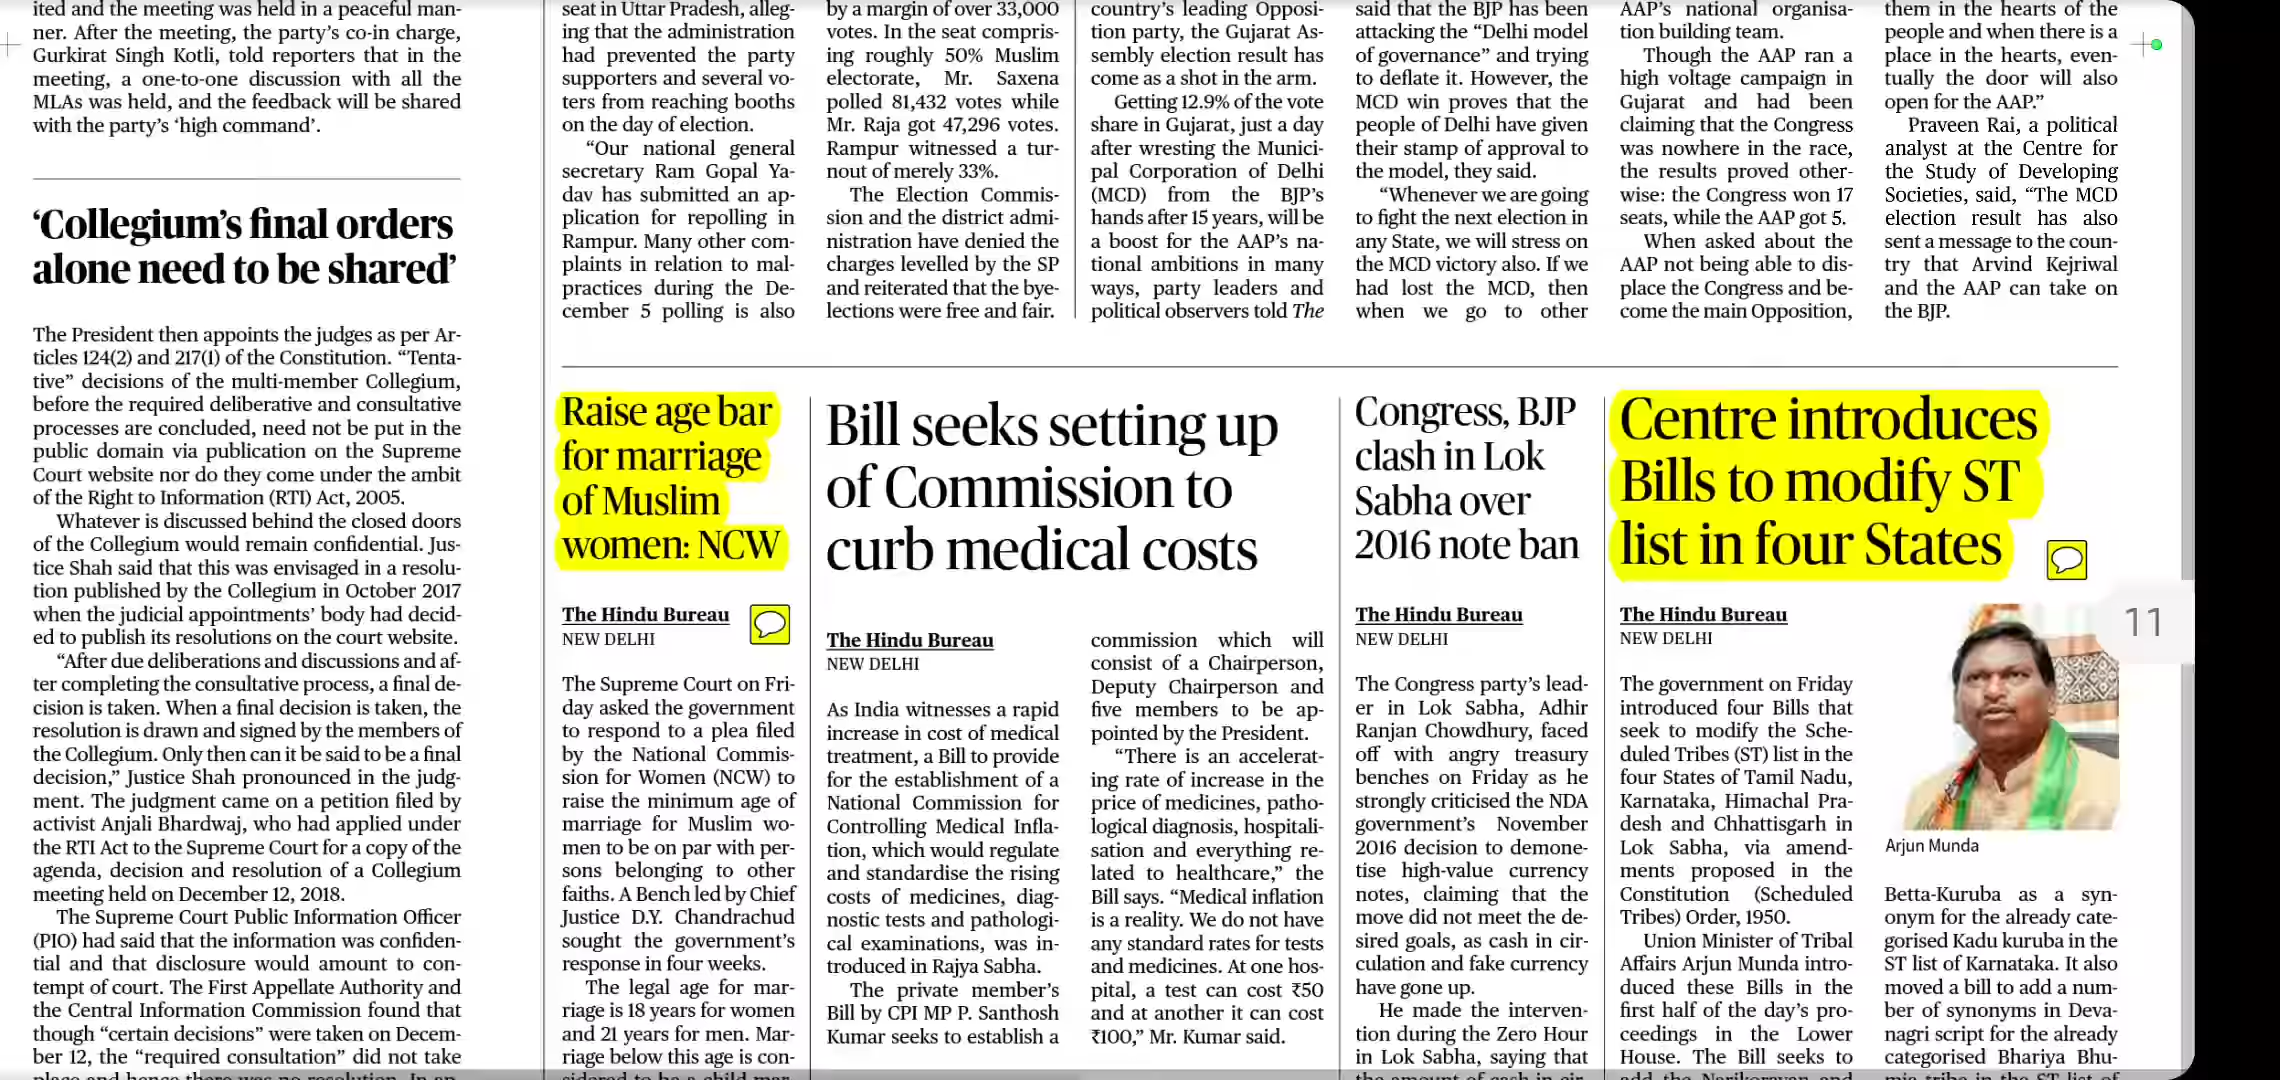 ited and the meeting was held in a peaceful man-
ner. After the meeting, the party's co-in charge,
Gurkirat Singh Kotli, told reporters that in the
meeting, a one-to-one discussion with all the
MLAs was held, and the feedback will be shared
with the party's 'high command'.
'Collegium's final orders
alone need to be shared'
The President then appoints the judges as per Ar-
ticles 124(2) and 217(1) of the Constitution. “Tenta-
tive” decisions of the multi-member Collegium,
before the required deliberative and consultative
processes are concluded, need not be put in the
public domain via publication on the Supreme
Court website nor do they come under the ambit
of the Right to Information (RTI) Act, 2005.
Whatever is discussed behind the closed doors
of the Collegium would remain confidential. Jus-
tice Shah said that this was envisaged in a resolu-
tion published by the Collegium in October 2017
when the judicial appointments' body had decid-
ed to publish its resolutions on the court website.
“After due deliberations and discussions and af-
ter completing the consultative process, a final de-
cision is taken. When a final decision is taken, the
resolution is drawn and signed by the members of
the Collegium. Only then can it be said to be a final
decision,” Justice Shah pronounced in the judg-
ment. The judgment came on a petition filed by
activist Anjali Bhardwaj, who had applied under
the RTI Act to the Supreme Court for a copy of the
agenda, decision and resolution of a Collegium
meeting held on December 12, 2018.
The Supreme Court Public Information Officer
(PIO) had said that the information was confiden-
tial and that disclosure would amount to con-
tempt of court. The First Appellate Authority and
the Central Information Commission found that
though “certain decisions” were taken on Decem-
ber 12, the “required consultation” did not take
seat in Uttar Pradesh, alleg-
ing that the administration
had prevented the party
supporters and several vo-
ters from reaching booths
on the day of election.
“Our national general
secretary Ram Gopal Ya-
dav has submitted an ap-
plication for repolling in
Rampur. Many other com-
plaints in relation to mal-
practices during the De-
cember 5 polling is also
by a margin of over 33,000
votes. In the seat compris-
ing roughly 50% Muslim
electorate, Mr. Saxena
polled 81,432 votes while
Mr. Raja got 47,296 votes.
Rampur witnessed a tur-
nout of merely 33%.
The Election Commis-
sion and the district admi-
nistration have denied the
charges levelled by the SP
and reiterated that the bye-
lections were free and fair.
country's leading Opposi-
tion party, the Gujarat As-
sembly election result has
come as a shot in the arm.
Getting 12.9% of the vote
share in Gujarat, just a day
after wresting the Munici-
pal Corporation of Delhi
(MCD) from the BJP's
hands after 15 years, will be
a boost for the AAP's na-
tional ambitions in many
ways, party leaders and
political observers told The
said that the BJP has been
attacking the “Delhi model
of governance” and trying
to deflate it. However, the
MCD win proves that the
people of Delhi have given
their stamp of approval to
the model, they said.
“Whenever we are going
to fight the next election in
any State, we will stress on
the MCD victory also. If we
had lost the MCD, then
when we go to other
AAP's national organisa-
tion building team.
Though the AAP ran a
high voltage campaign in
Gujarat and had been
claiming that the Congress
was nowhere in the race,
the results proved other-
wise: the Congress won 17
seats, while the AAP got 5.
When asked about the
AAP not being able to dis-
place the Congress and be-
come the main Opposition,
them in the hearts of the
people and when there is a
place in the hearts, even-
tually the door will also
open for the AAP.”
Praveen Rai, a political
analyst at the Centre for
the Study of Developing
Societies, said, “The MCD
election result has also
sent a message to the coun-
try that Arvind Kejriwal
and the AAP can take on
the BJP.
Raise age bar
for marriage
of Muslim
women: NCW
The Hindu Bureau
NEW DELHI
The Supreme Court on Fri-
day asked the government
to respond to a plea filed
by the National Commis-
sion for Women (NCW) to
raise the minimum age of
marriage for Muslim wo-
men to be on par with per-
sons belonging to other
faiths. A Bench led by Chief
Justice D.Y. Chandrachud
sought the government's
response in four weeks.
The legal age for mar-
riage is 18 years for women
and 21 years for men. Mar-
riage below this age is con-
Bill seeks setting up
of Commission to
curb medical costs
The Hindu Bureau
NEW DELHI
As India witnesses a rapid
increase in cost of medical
treatment, a Bill to provide
for the establishment of a
National Commission for
Controlling Medical Infla-
tion, which would regulate
and standardise the rising
costs of medicines, diag-
nostic tests and pathologi-
cal examinations, was in-
troduced in Rajya Sabha.
The private member's
Bill by CPI MP P. Santhosh
Kumar seeks to establish a
commission which will
consist of a Chairperson,
Deputy Chairperson and
five members to be ap-
pointed by the President.
“There is an accelerat-
ing rate of increase in the
price of medicines, patho-
logical diagnosis, hospitali-
sation and everything re-
lated to healthcare,” the
Bill says. “Medical inflation
is a reality. We do not have
any standard rates for tests
and medicines. At one hos-
pital, a test can cost ₹50
and at another it can cost
₹100,” Mr. Kumar said.
Congress, BJP
clash in Lok
Sabha over
2016 note ban
The Hindu Bureau
NEW DELHI
The Congress party's lead-
er in Lok Sabha, Adhir
Ranjan Chowdhury, faced
off with angry treasury
benches on Friday as he
strongly criticised the NDA
government's November
2016 decision to demone-
tise high-value currency
notes, claiming that the
move did not meet the de-
sired goals, as cash in cir-
culation and fake currency
have gone up.
He made the interven-
tion during the Zero Hour
in Lok Sabha, saying that
Centre introduces
Bills to modify ST
list in four States
The Hindu Bureau
NEW DELHI
The government on Friday
introduced four Bills that
seek to modify the Sche-
duled Tribes (ST) list in the
four States of Tamil Nadu,
Karnataka, Himachal Pra-
desh and Chhattisgarh in
Lok Sabha, via amend-
ments proposed in the
Constitution (Scheduled
Tribes) Order, 1950.
Union Minister of Tribal
Affairs Arjun Munda intro-
duced these Bills in the
first half of the day's pro-
ceedings in the Lower
House. The Bill seeks to
Arjun Munda
Betta-Kuruba as a syn-
onym for the already cate-
gorised Kadu kuruba in the
ST list of Karnataka. It also
moved a bill to add a num-
ber of synonyms in Deva-
nagri script for the already
categorised Bhariya Bhu-
11